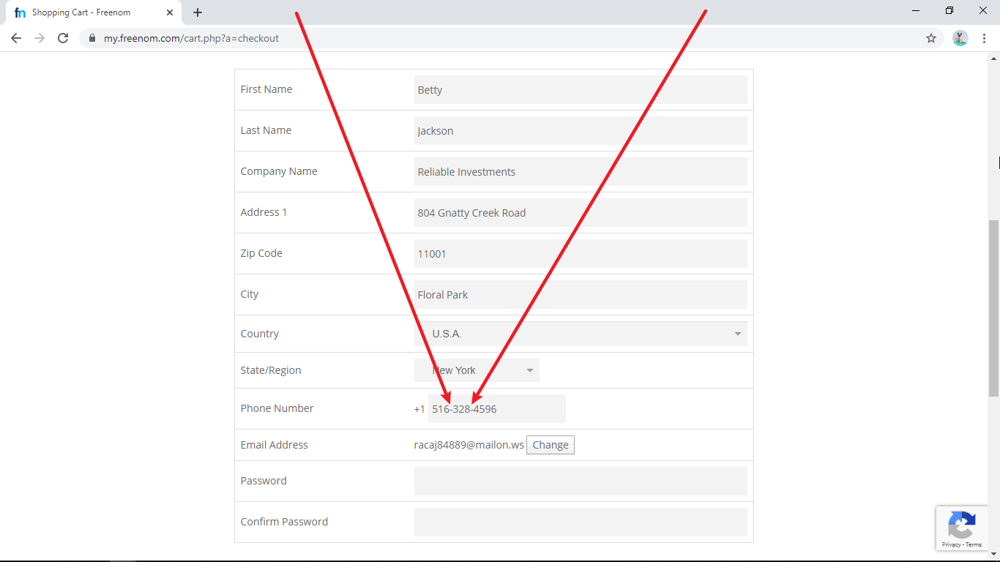 fn Shopping Cart - Freenom
my.freenom.com/cart.php?a=checkout
First Name Betty
Last Name Jackson
Company Name Reliable Investments
Address 1 804 Gnatty Creek Road
Zip Code 11001
City Floral Park
Country U.S.A.
State/Region New York
Phone Number +1 516-328-4596
Email Address racaj84889@mailon.ws Change
Password
Confirm Password
Privacy - Terms